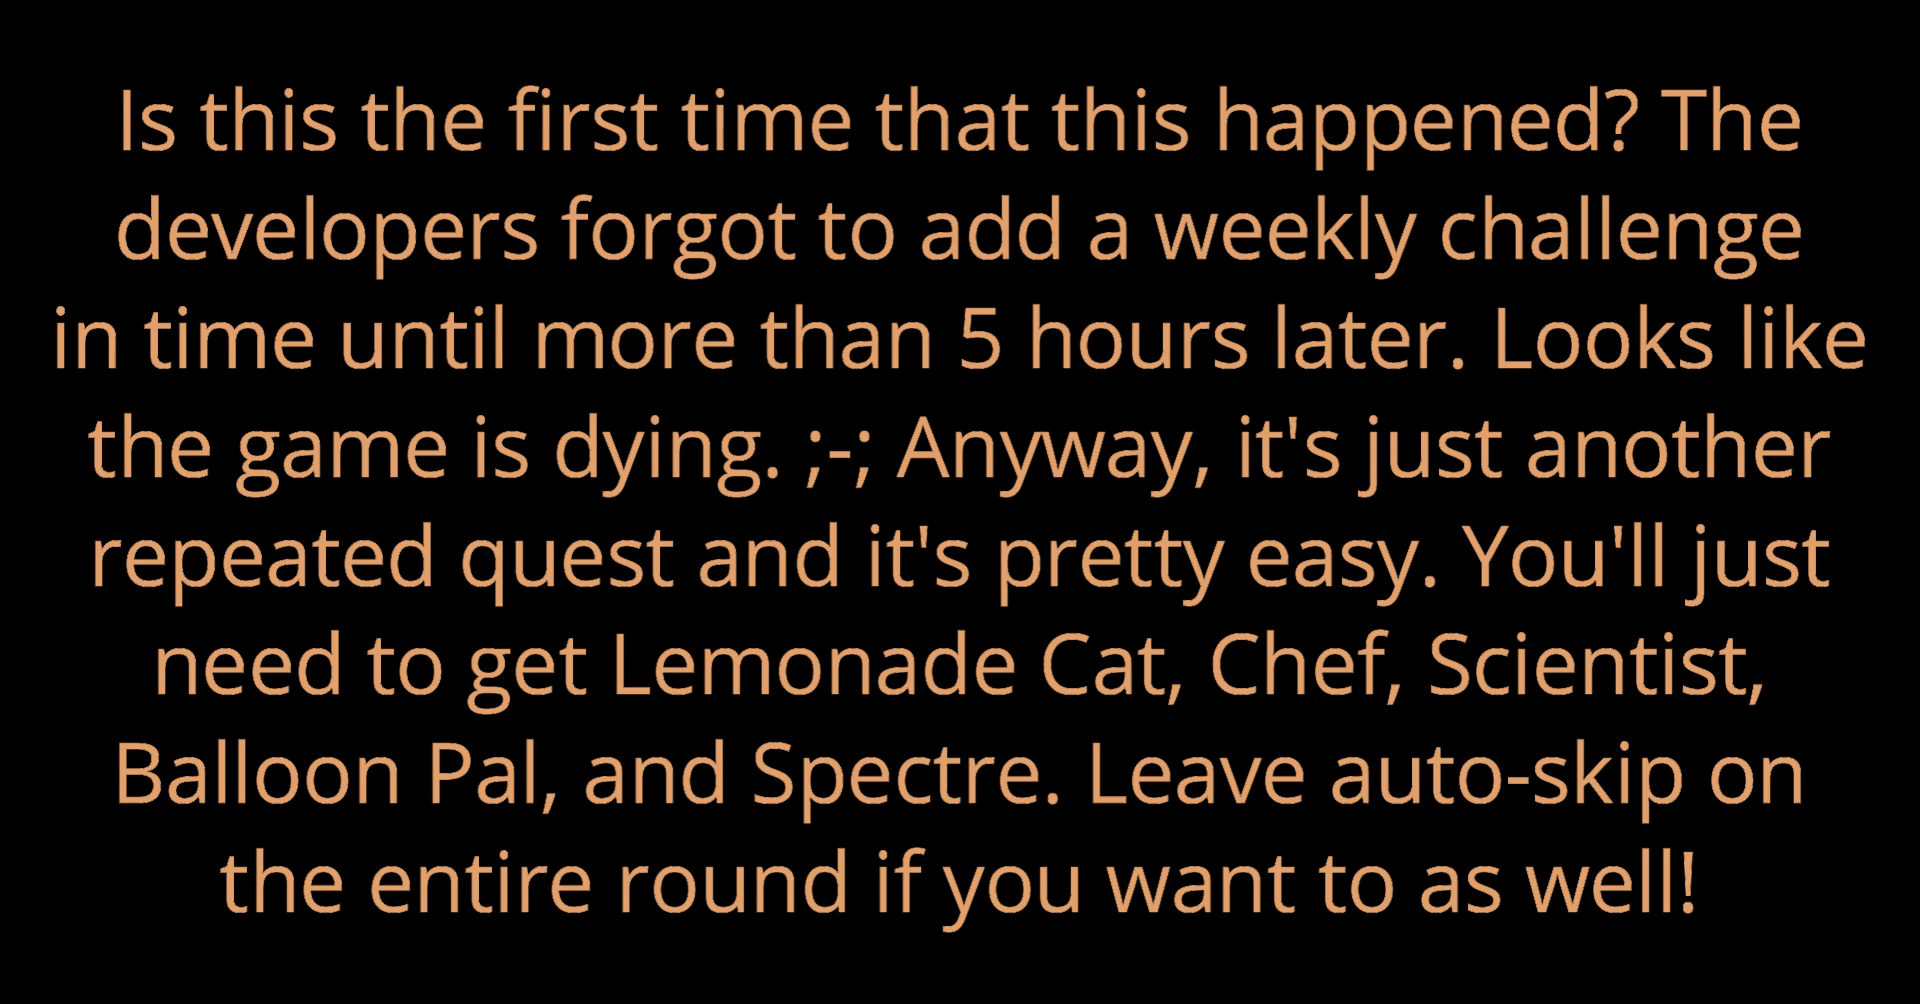 Is this the first time that this happened? The
developers forgot to add a weekly challenge
in time until more than 5 hours later. Looks like
the game is dying. ;-; Anyway, it's just another
repeated quest and it's pretty easy. You'll just
need to get Lemonade Cat, Chef, Scientist,
Balloon Pal, and Spectre. Leave auto-skip on
the entire round if you want to as well!